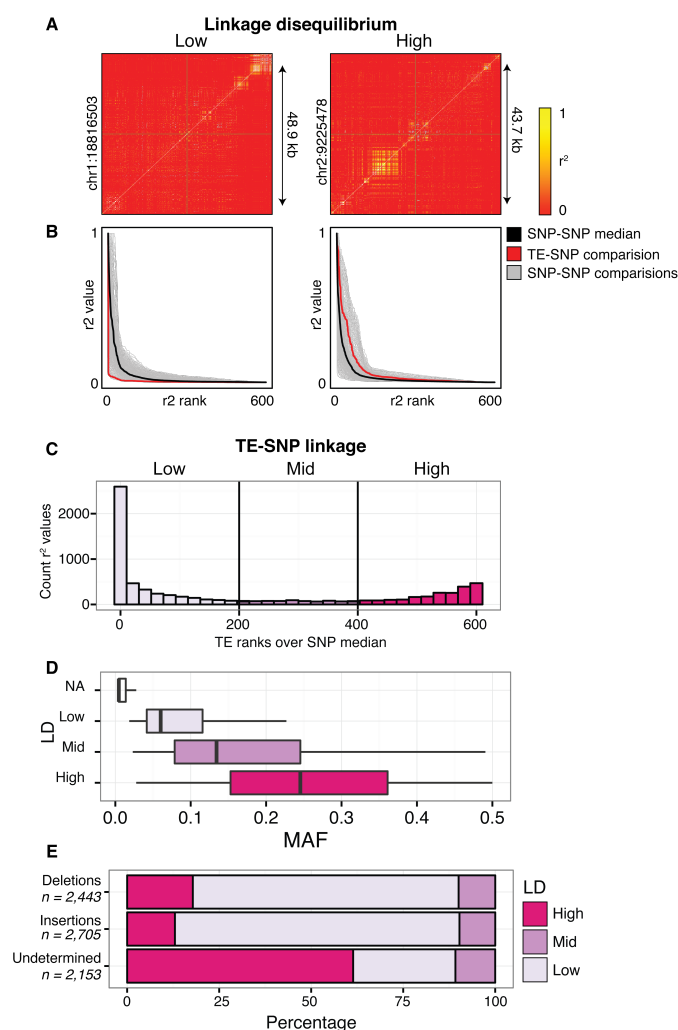 A
Linkage disequilibrium
Low
High
chr1:18816503
48.9 kb
chr2:9225478
43.7 kb
1
r²
0
B
1
r2 value
0
0
r2 rank
600
1
r2 value
0
0
r2 rank
600
SNP-SNP median
TE-SNP comparision
SNP-SNP comparisions
C
TE-SNP linkage
Low
Mid
High
Count r² values
2000
1000
0
0
200
400
600
TE ranks over SNP median
D
LD
NA
Low
Mid
High
0.0
0.1
0.2
0.3
0.4
0.5
MAF
E
Deletions
n = 2,443
Insertions
n = 2,705
Undetermined
n = 2,153
0
25
50
75
100
Percentage
LD
High
Mid
Low